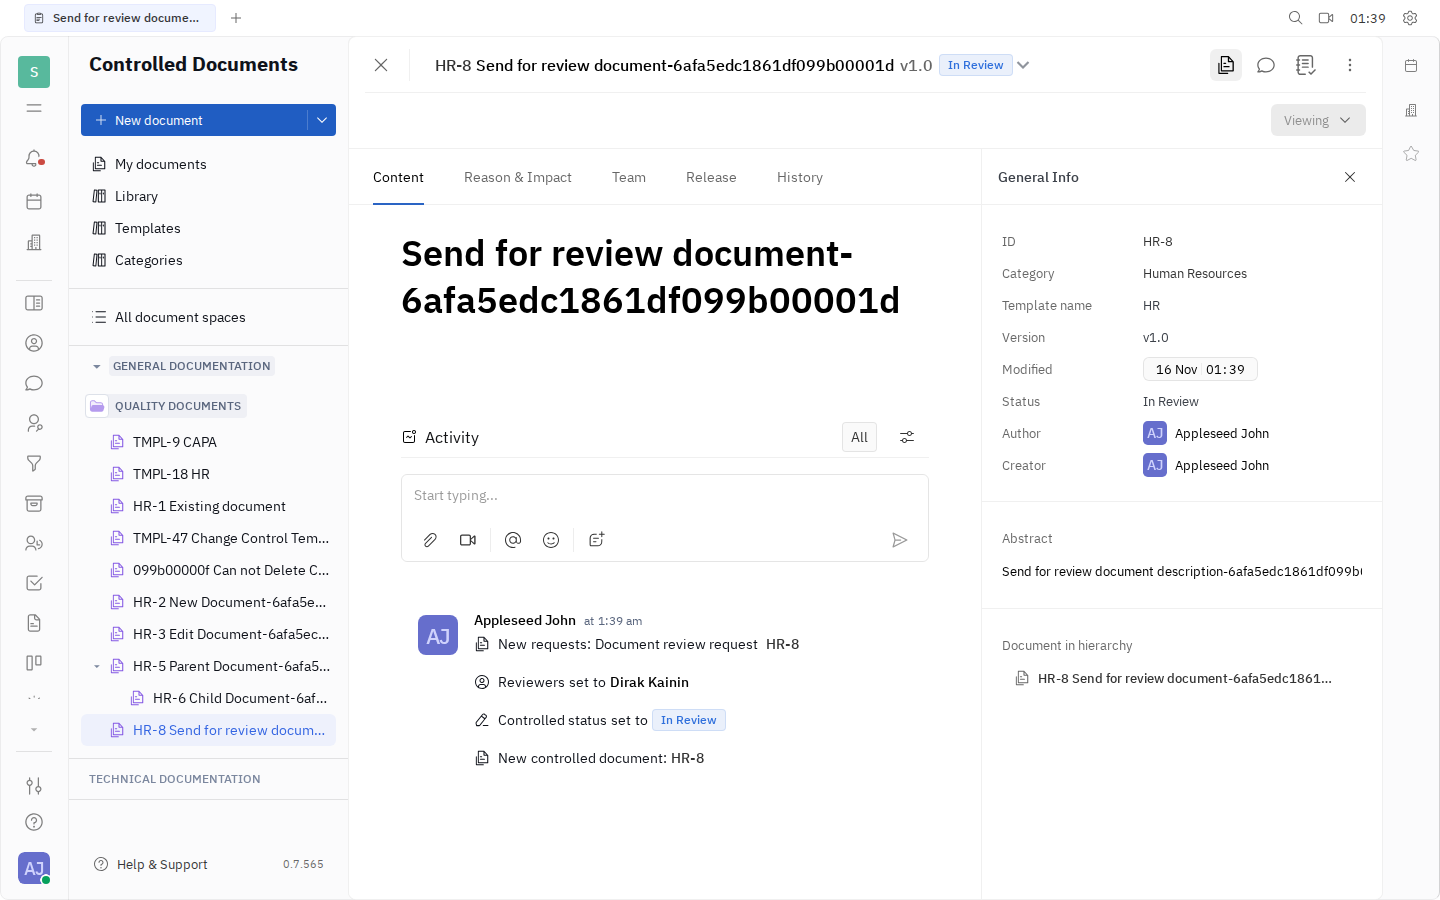 Send for review docume...
01:39
S
Controlled Documents
New document
My documents
Library
Templates
Categories
All document spaces
GENERAL DOCUMENTATION
QUALITY DOCUMENTS
TMPL-9 CAPA
TMPL-18 HR
HR-1 Existing document
TMPL-47 Change Control Tem...
099b00000f Can not Delete C...
HR-2 New Document-6afa5e...
HR-3 Edit Document-6afa5ec...
HR-5 Parent Document-6afa5...
HR-6 Child Document-6af...
HR-8 Send for review docum...
TECHNICAL DOCUMENTATION
Help & Support
0.7.565
AJ
HR-8 Send for review document-6afa5edc1861df099b00001d v1.0 In Review
Viewing
Content Reason & Impact Team Release History
Send for review document-
6afa5edc1861df099b00001d
Activity
All
Start typing...
AJ
Appleseed John at 1:39 am
New requests: Document review request HR-8
Reviewers set to Dirak Kainin
Controlled status set to In Review
New controlled document: HR-8
General Info
ID HR-8
Category Human Resources
Template name HR
Version v1.0
Modified 16 Nov 01:39
Status In Review
Author AJ Appleseed John
Creator AJ Appleseed John
Abstract
Send for review document description-6afa5edc1861df099b
Document in hierarchy
HR-8 Send for review document-6afa5edc1861...